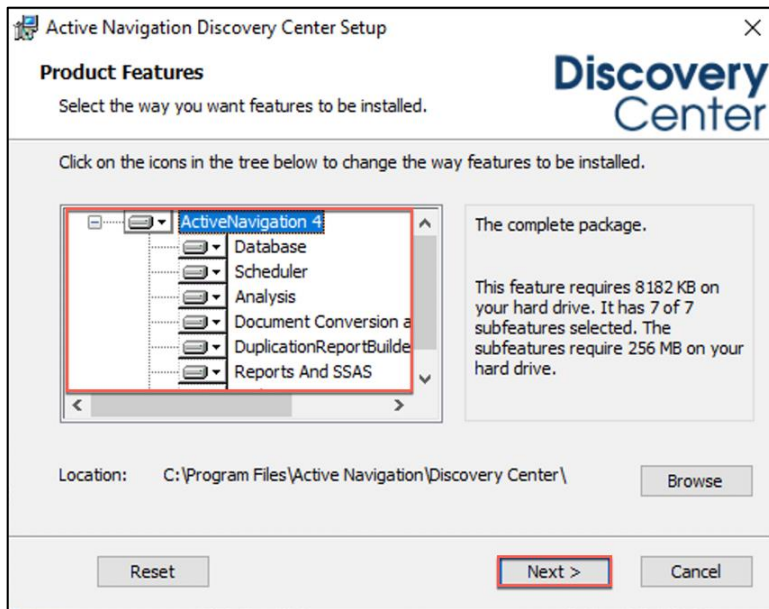 Active Navigation Discovery Center Setup
Product Features
Select the way you want features to be installed.
Discovery
Center
Click on the icons in the tree below to change the way features to be installed.
ActiveNavigation 4
Database
Scheduler
Analysis
Document Conversion a
DuplicationReportBuilde
Reports And SSAS
The complete package.
This feature requires 8182 KB on
your hard drive. It has 7 of 7
subfeatures selected. The
subfeatures require 256 MB on your
hard drive.
Location: C:\Program Files\Active Navigation\Discovery Center\
Browse
Reset
Next >
Cancel